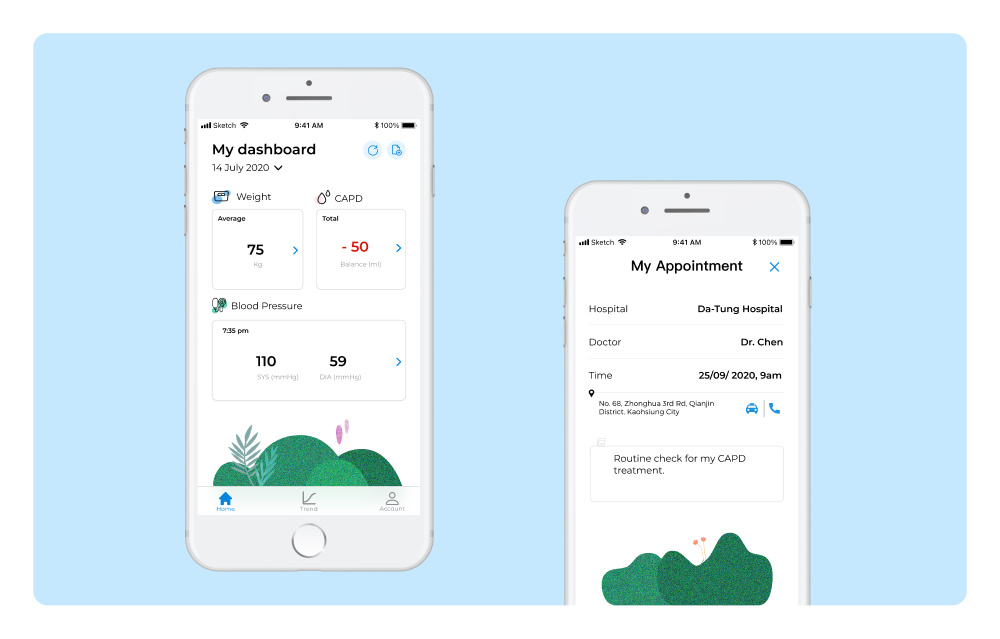 Sketch 9:41 AM 100%
My dashboard
14 July 2020
Weight
CAPD
Average
75
Kg
Total
- 50
Balance (ml)
Blood Pressure
7:35 pm
110 59
SYS (mmHg) DIA (mmHg)
Home Trend Account
Sketch 9:41 AM 100%
My Appointment
Hospital Da-Tung Hospital
Doctor Dr. Chen
Time 25/09/ 2020, 9am
No. 68, Zhonghua 3rd Rd, Qianjin
District, Kaohsiung City
Routine check for my CAPD
treatment.